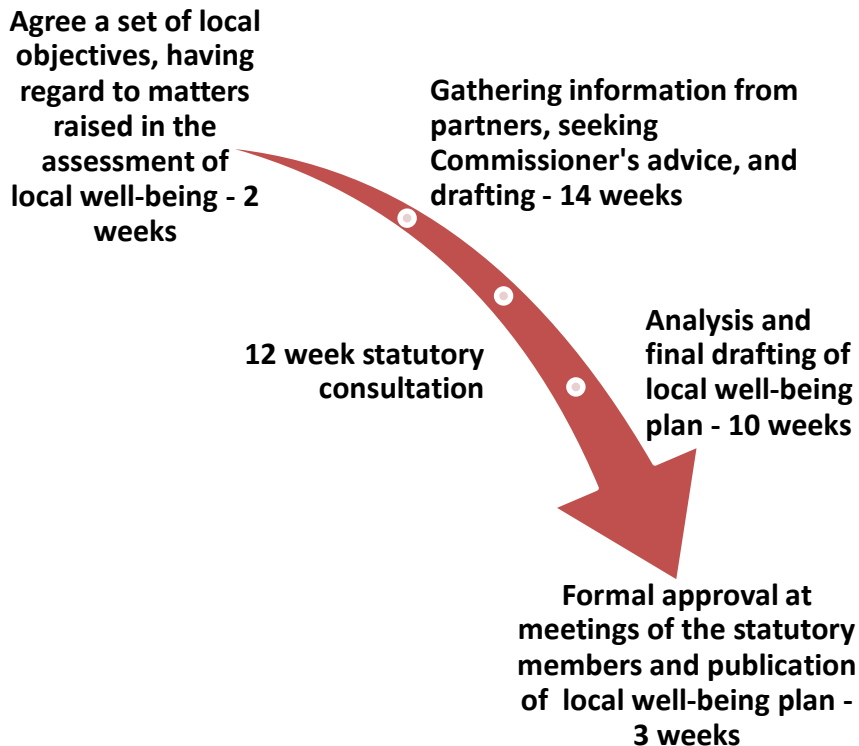 Agree a set of local
objectives, having
regard to matters
raised in the
assessment of
local well-being - 2
weeks
Gathering information from
partners, seeking
Commissioner's advice, and
drafting - 14 weeks
12 week statutory
consultation
Analysis and
final drafting of
local well-being
plan - 10 weeks
Formal approval at
meetings of the statutory
members and publication
of local well-being plan -
3 weeks